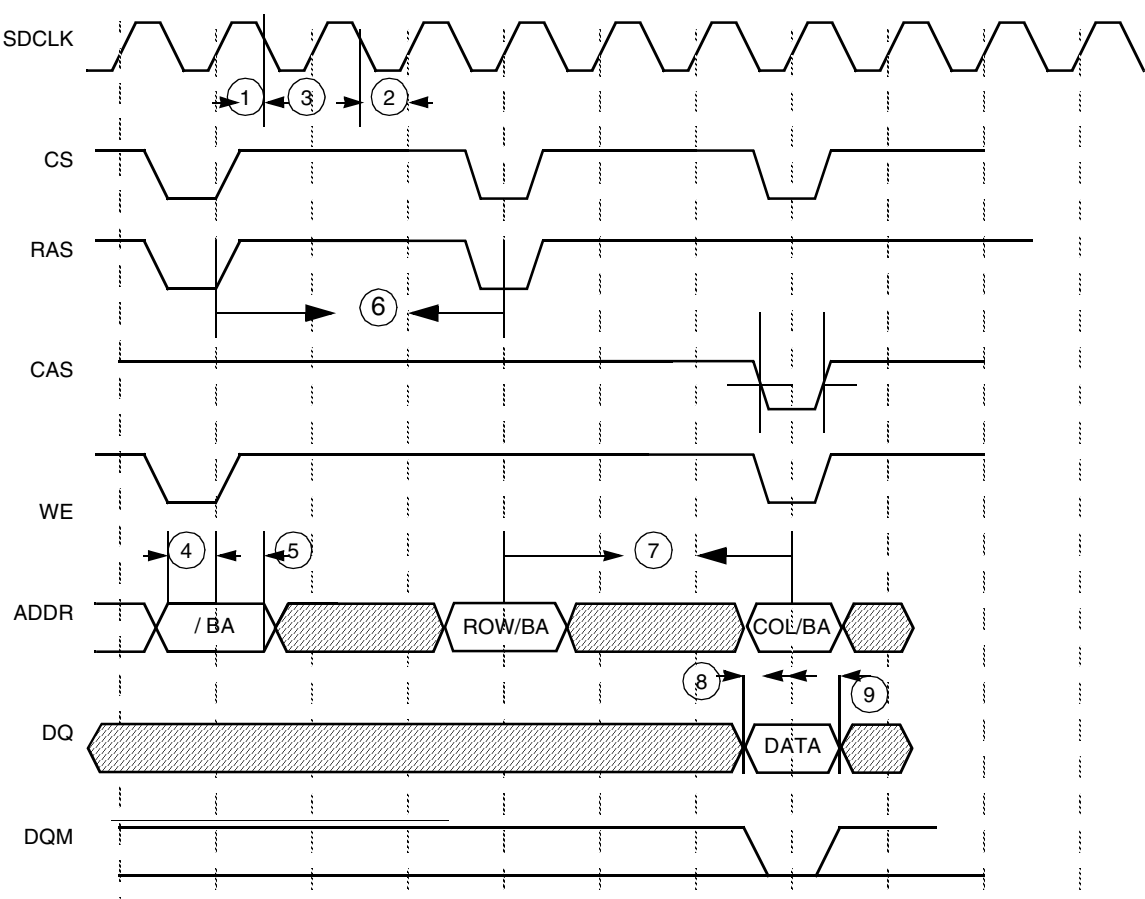 SDCLK
1 3 2
CS
RAS
6
CAS
WE
4 5 7
ADDR / BA ROW/BA COL/BA
8 9
DQ DATA
DQM